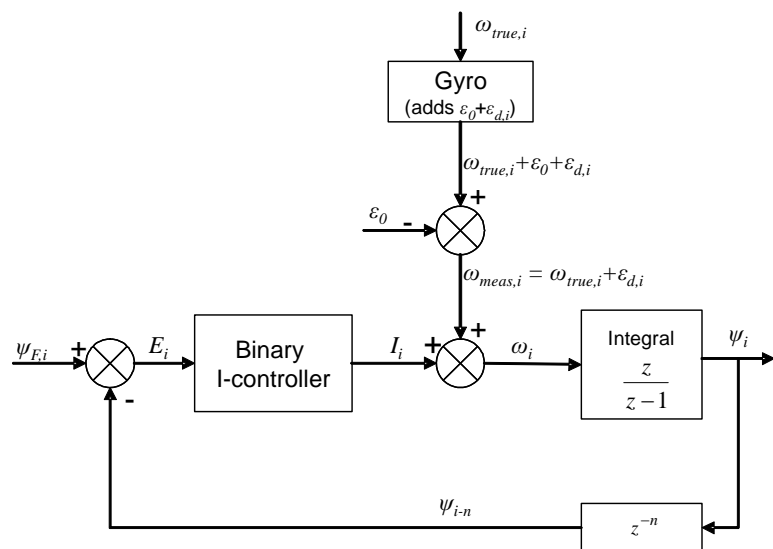 ω_true,i
Gyro
(adds ε_0+ε_d,i)
ω_true,i+ε_0+ε_d,i
+
ε_0
-
ω_meas,i = ω_true,i+ε_d,i
+
ψ_F,i
+
E_i
-
Binary
I-controller
I_i
+
ω_i
Integral
z
z−1
ψ_i
ψ_i-n
z^−n